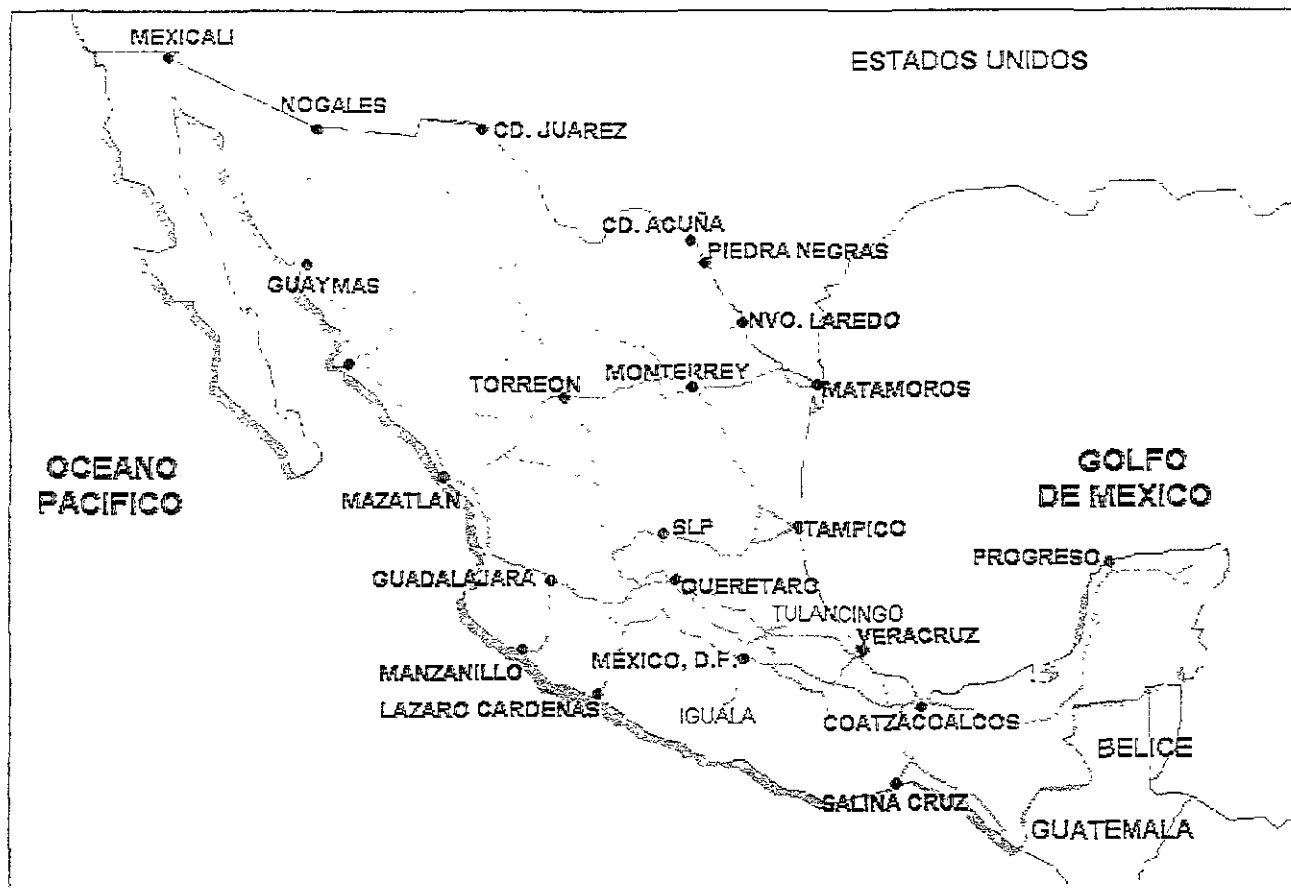 MEXICALI
ESTADOS UNIDOS
NOGALES
CD. JUAREZ
CD. ACUÑA
PIEDRA NEGRAS
GUAYMAS
NVO. LAREDO
MONTERREY
TORREON
MATAMOROS
OCEANO
PACIFICO
GOLFO
DE MEXICO
MAZATLAN
SLP
TAMPICO
PROGRESO
GUADALAJARA
QUERETARO
TULANCINGO
VERACRUZ
MEXICO, D.F.
MANZANILLO
LAZARO CARDENAS
IGUALA
COATZACOALCOS
BELICE
SALINA CRUZ
GUATEMALA